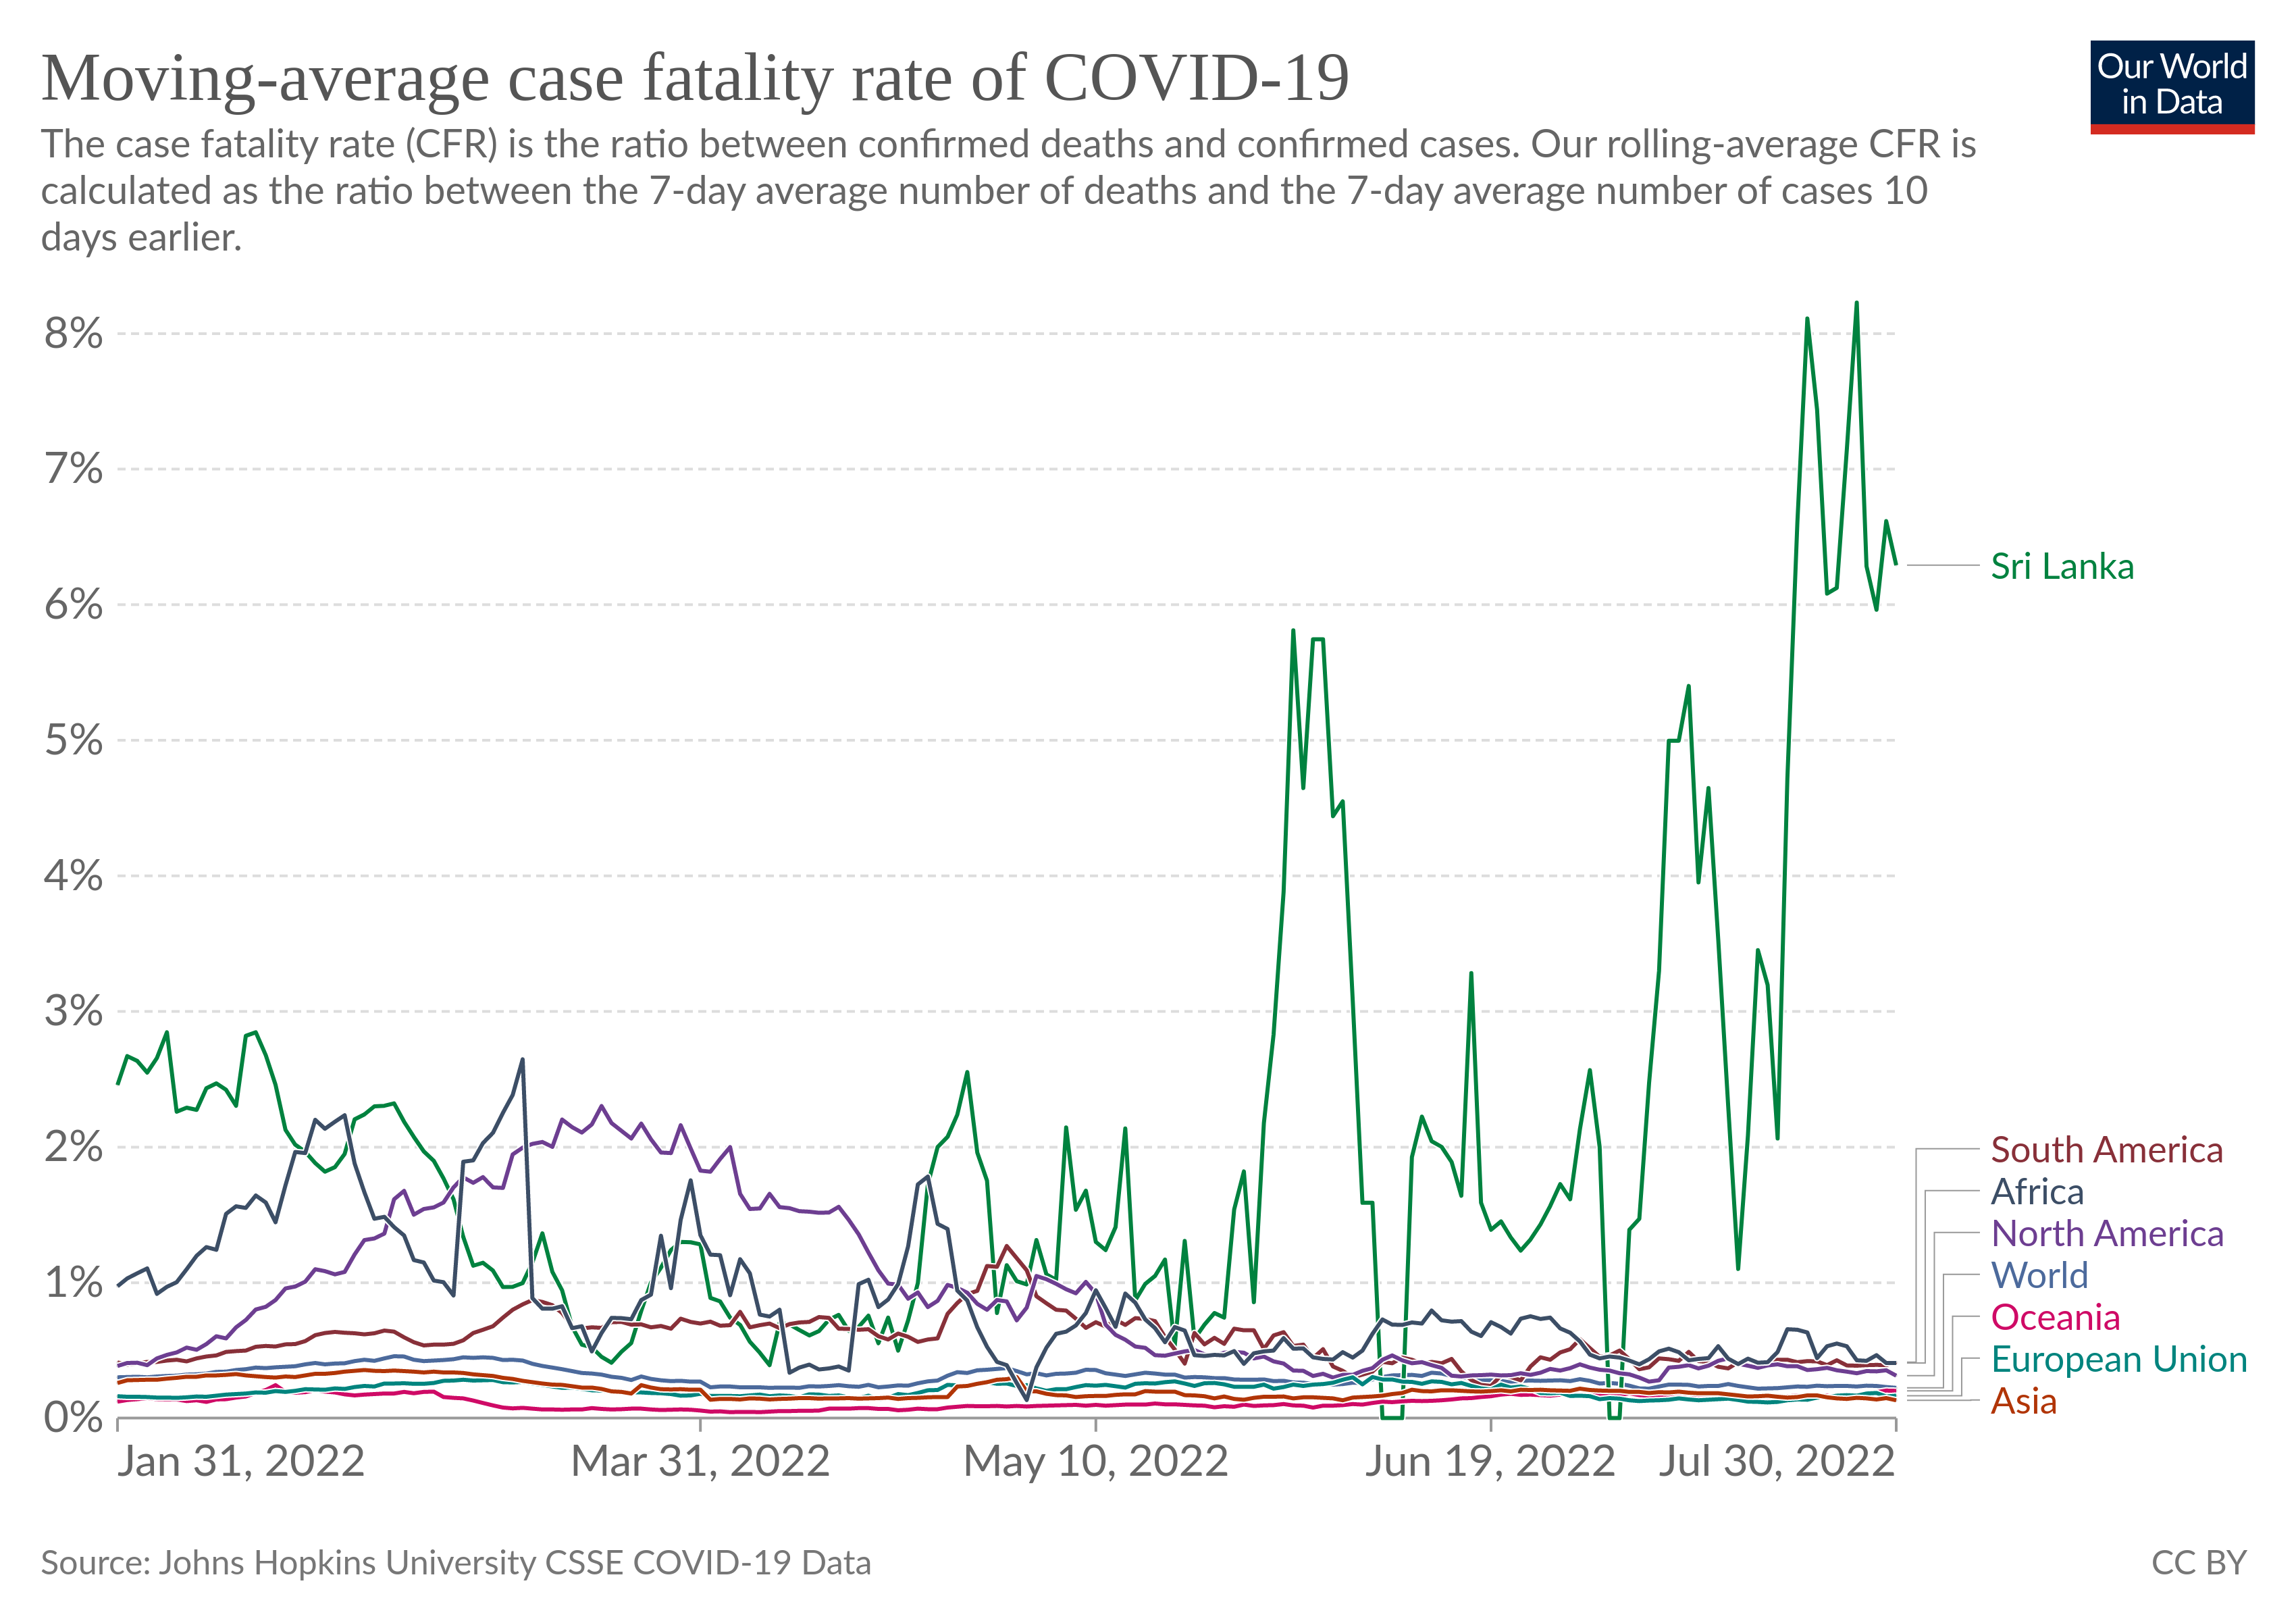 Moving-average case fatality rate of COVID-19
Our World
in Data
The case fatality rate (CFR) is the ratio between confirmed deaths and confirmed cases. Our rolling-average CFR is
calculated as the ratio between the 7-day average number of deaths and the 7-day average number of cases 10
days earlier.
8%
7%
6%
5%
4%
3%
2%
1%
0%
Sri Lanka
South America
Africa
North America
World
Oceania
European Union
Asia
Jan 31, 2022
Mar 31, 2022
May 10, 2022
Jun 19, 2022
Jul 30, 2022
Source: Johns Hopkins University CSSE COVID-19 Data
CC BY